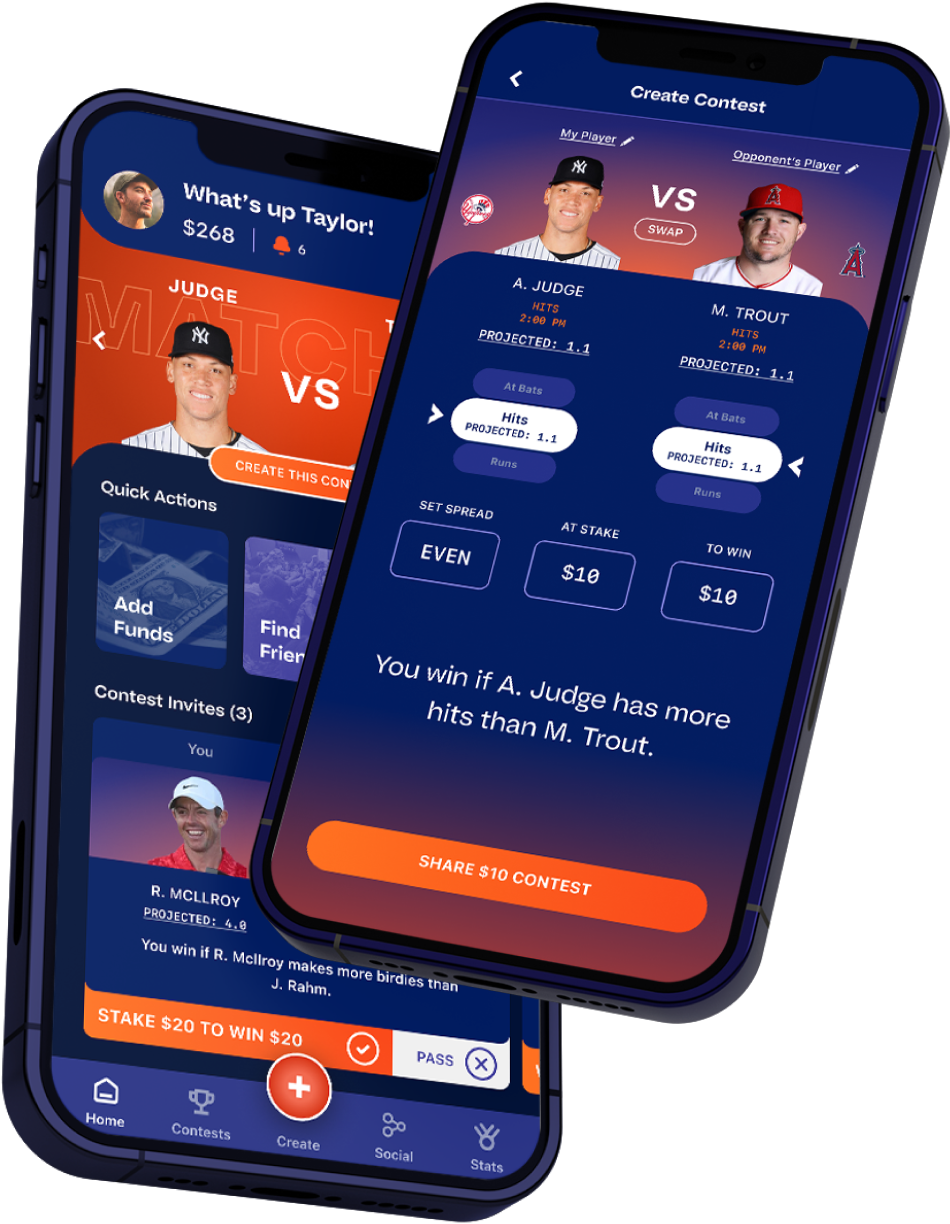 What's up Taylor!
$268
6
MATCH
JUDGE
VS
CREATE THIS CON
Quick Actions
Add
Funds
Find
Frien
Contest Invites (3)
You
R. MCLLROY
PROJECTED: 4.0
You win if R. McIlroy makes more birdies than
J. Rahm.
STAKE $20 TO WIN $20
PASS
Home
Contests
Create
Social
Stats
Create Contest
My Player
Opponent's Player
VS
SWAP
A. JUDGE
HITS
2:00 PM
PROJECTED: 1.1
M. TROUT
HITS
2:00 PM
PROJECTED: 1.1
At Bats
Hits
PROJECTED: 1.1
Runs
At Bats
Hits
PROJECTED: 1.1
Runs
SET SPREAD
EVEN
AT STAKE
$10
TO WIN
$10
You win if A. Judge has more
hits than M. Trout.
SHARE $10 CONTEST